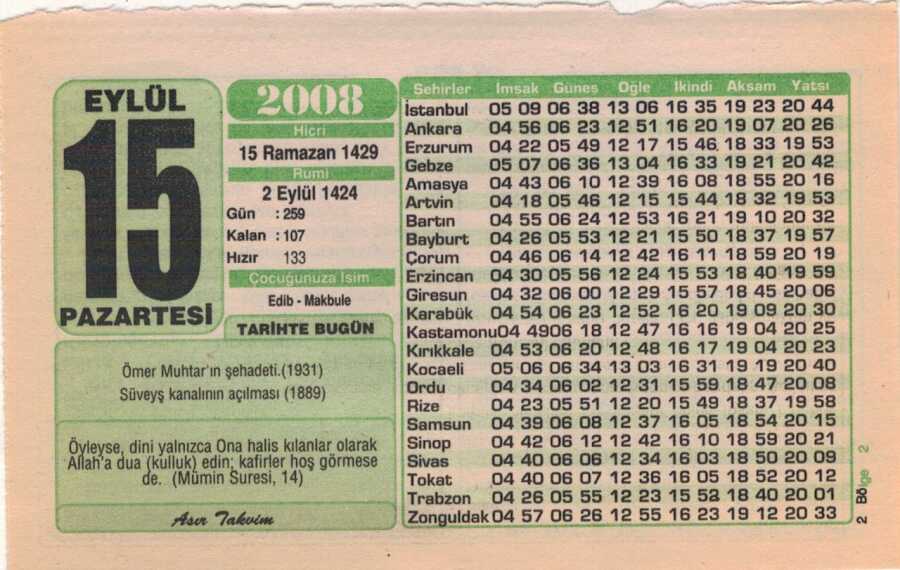 EYLÜL
15
PAZARTESİ
2008
Hicri
15 Ramazan 1429
Rumi
2 Eylül 1424
Gün : 259
Kalan : 107
Hızır 133
Çocuğunuza İsim
Edib - Makbule
TARİHTE BUGÜN
Ömer Muhtar'ın şehadeti.(1931)
Süveyş kanalının açılması (1889)
Öyleyse, dini yalnızca Ona halis kılanlar olarak
Allah'a dua (kulluk) edin; kafirler hoş görmese
de. (Mümin Suresi, 14)
Asır Takvim
Şehirler İmsak Güneş Öğle İkindi Akşam Yatsı
İstanbul 05 09 06 38 13 06 16 35 19 23 20 44
Ankara 04 56 06 23 12 51 16 20 19 07 20 26
Erzurum 04 22 05 49 12 17 15 46 18 33 19 53
Gebze 05 07 06 36 13 04 16 33 19 21 20 42
Amasya 04 43 06 10 12 39 16 08 18 55 20 16
Artvin 04 18 05 46 12 15 15 44 18 32 19 53
Bartın 04 55 06 24 12 53 16 21 19 10 20 32
Bayburt 04 26 05 53 12 21 15 50 18 37 19 57
Çorum 04 46 06 14 12 42 16 11 18 59 20 19
Erzincan 04 30 05 56 12 24 15 53 18 40 19 59
Giresun 04 32 06 00 12 29 15 57 18 45 20 06
Karabük 04 54 06 23 12 52 16 20 19 09 20 30
Kastamonu04 4906 18 12 47 16 16 19 04 20 25
Kırıkkale 04 53 06 20 12 48 16 17 19 04 20 23
Kocaeli 05 06 06 34 13 03 16 31 19 19 20 40
Ordu 04 34 06 02 12 31 15 59 18 47 20 08
Rize 04 23 05 51 12 20 15 49 18 37 19 58
Samsun 04 39 06 08 12 37 16 05 18 54 20 15
Sinop 04 42 06 12 12 42 16 10 18 59 20 21
Sivas 04 40 06 06 12 34 16 03 18 50 20 09
Tokat 04 40 06 07 12 36 16 05 18 52 20 12
Trabzon 04 26 05 55 12 23 15 52 18 40 20 01
Zonguldak 04 57 06 26 12 55 16 23 19 12 20 33
2 Bölge 2